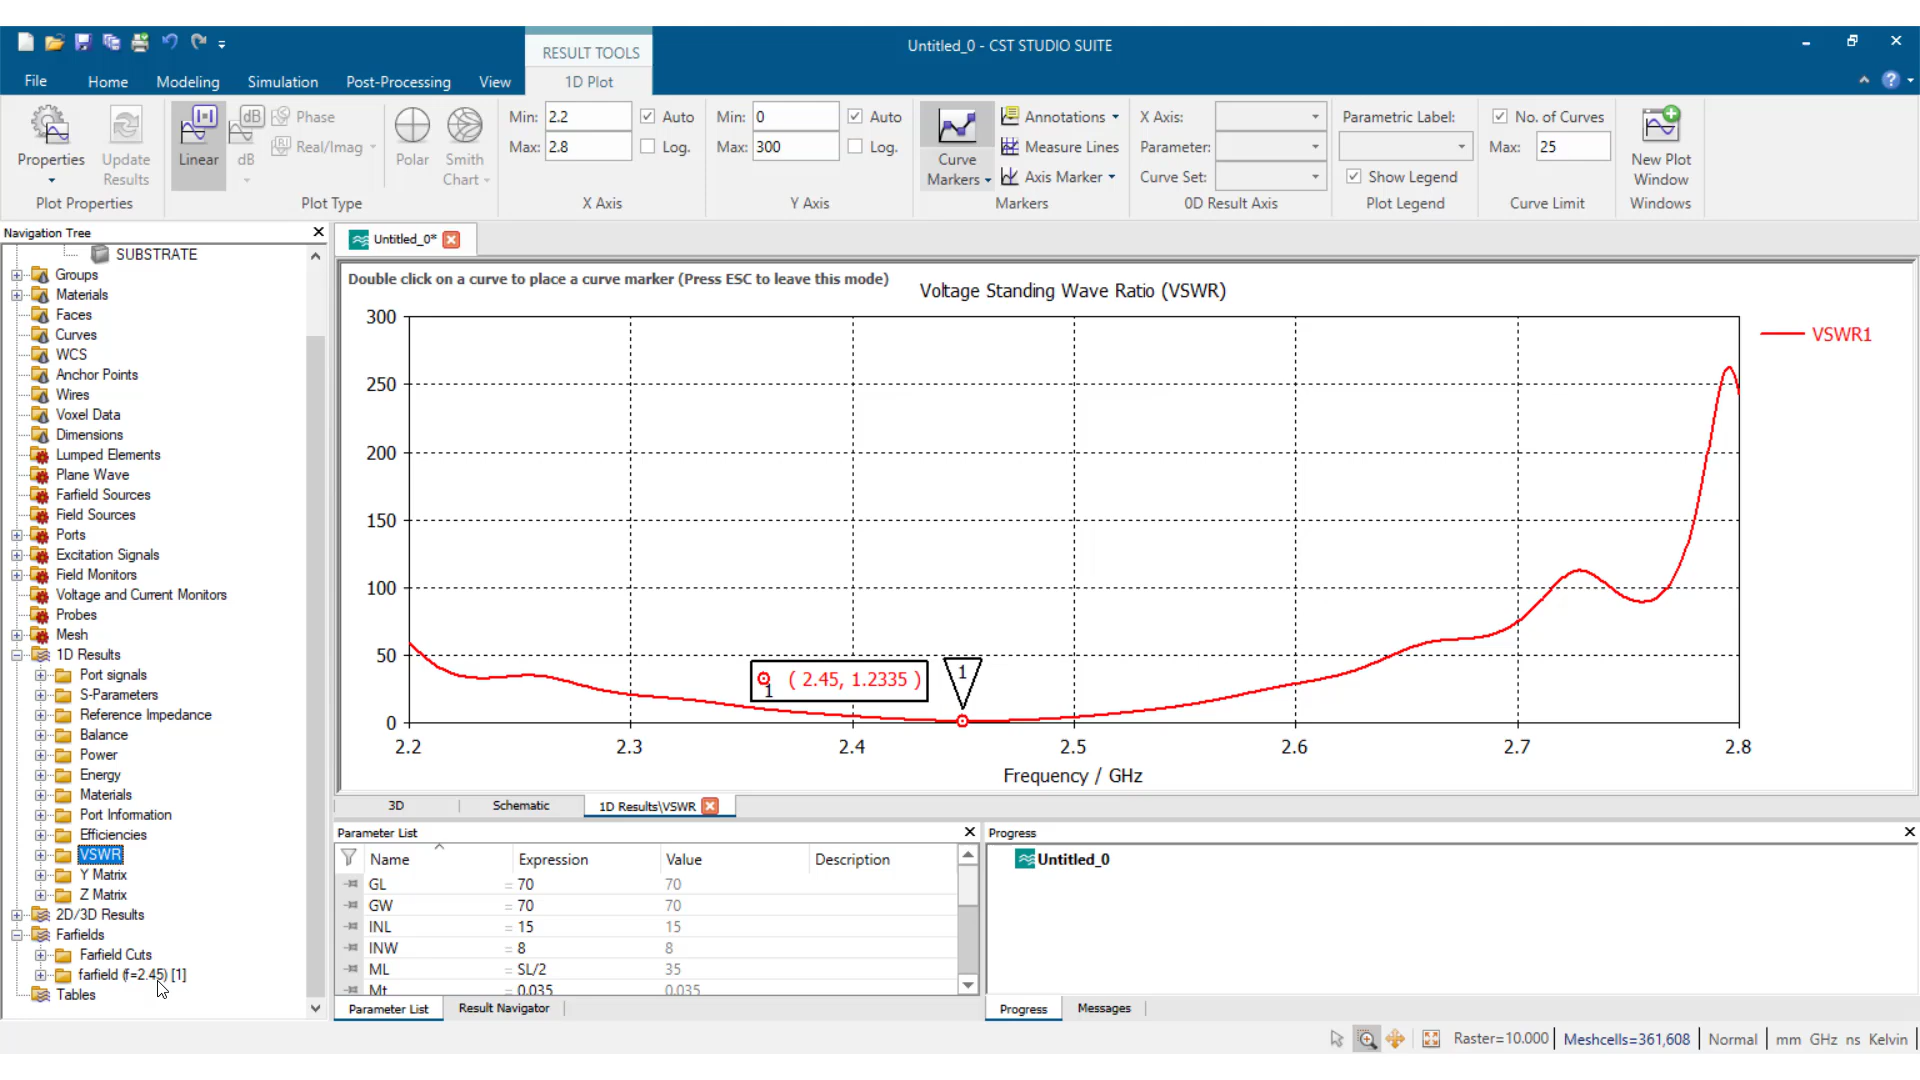 RESULT TOOLS
Untitled_0 - CST STUDIO SUITE
File Home Modeling Simulation Post-Processing View 1D Plot
Properties
Update Results
Plot Properties
Linear
dB
Phase
Real/Imag
Polar
Smith Chart
Plot Type
Min: 2.2 Auto
Max: 2.8 Log.
X Axis
Min: 0 Auto
Max: 300 Log.
Y Axis
Curve Markers
Annotations
Measure Lines
Axis Marker
Markers
X Axis:
Parameter:
Curve Set:
0D Result Axis
Parametric Label:
Show Legend
Plot Legend
No. of Curves
Max: 25
Curve Limit
New Plot Window
Windows
Navigation Tree
SUBSTRATE
Groups
Materials
Faces
Curves
WCS
Anchor Points
Wires
Voxel Data
Dimensions
Lumped Elements
Plane Wave
Farfield Sources
Field Sources
Ports
Excitation Signals
Field Monitors
Voltage and Current Monitors
Probes
Mesh
1D Results
Port signals
S-Parameters
Reference Impedance
Balance
Power
Energy
Materials
Port Information
Efficiencies
VSWR
Y Matrix
Z Matrix
2D/3D Results
Farfields
Farfield Cuts
farfield (f=2.45) [1]
Tables
Untitled_0*
Double click on a curve to place a curve marker (Press ESC to leave this mode)
Voltage Standing Wave Ratio (VSWR)
VSWR1
300
250
200
150
100
50
0
1 ( 2.45, 1.2335 )
1
2.2 2.3 2.4 2.5 2.6 2.7 2.8
Frequency / GHz
3D Schematic 1D Results\VSWR
Parameter List
Name Expression Value Description
GL = 70 70
GW = 70 70
INL = 15 15
INW = 8 8
ML = SL/2 35
Mt = 0.035 0.035
Parameter List Result Navigator
Progress
Untitled_0
Progress Messages
Raster=10.000 Meshcells=361,608 Normal mm GHz ns Kelvin